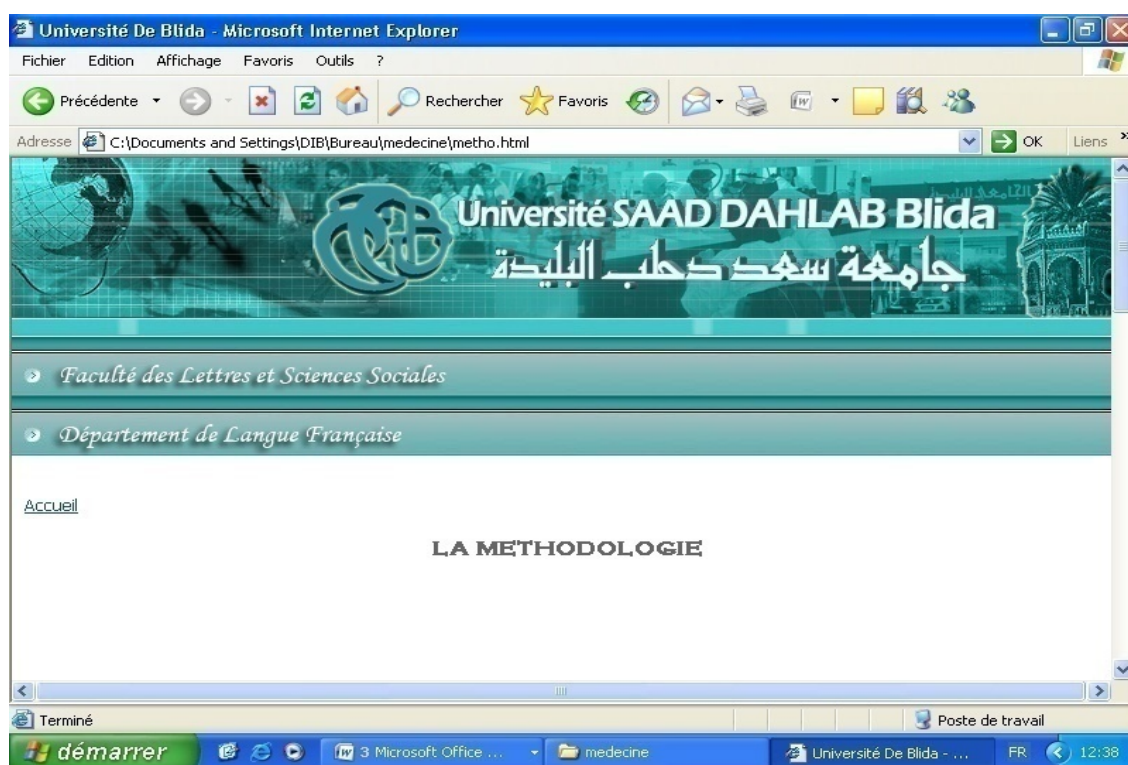 Université De Blida - Microsoft Internet Explorer
Fichier Edition Affichage Favoris Outils ?
Précédente Rechercher Favoris
Adresse C:\Documents and Settings\DIB\Bureau\medecine\metho.html OK Liens »
Université SAAD DAHLAB Blida
جامعة سعد دحلب البليدة
Faculté des Lettres et Sciences Sociales
Département de Langue Française
Accueil
LA METHODOLOGIE
Terminé Poste de travail
démarrer 3 Microsoft Office ... medecine Université De Blida - ... FR 12:38